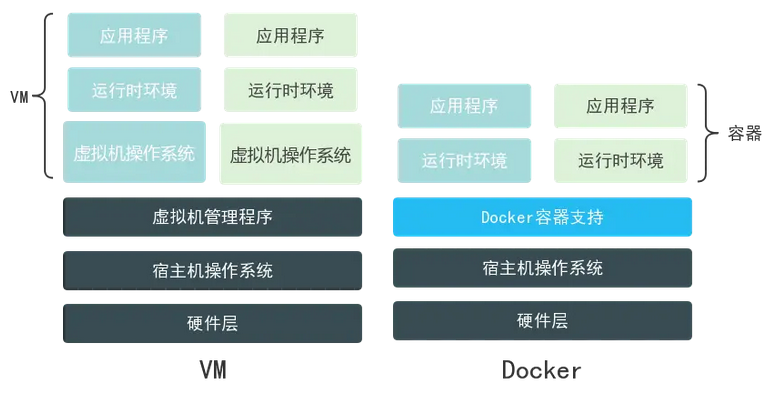 应用程序
应用程序
运行时环境
运行时环境
VM
虚拟机操作系统
虚拟机操作系统
虚拟机管理程序
宿主机操作系统
硬件层
VM
应用程序
应用程序
容器
运行时环境
运行时环境
Docker容器支持
宿主机操作系统
硬件层
Docker